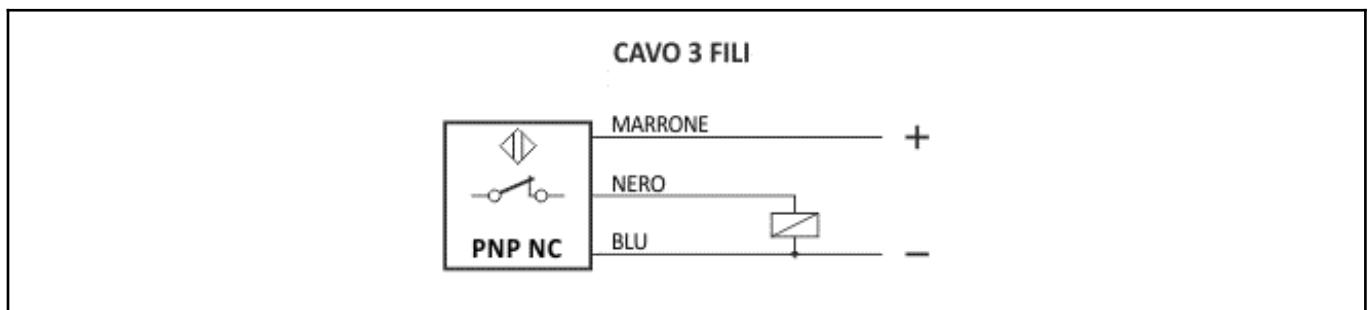 CAVO 3 FILI
MARRONE
+
NERO
PNP NC
BLU
−